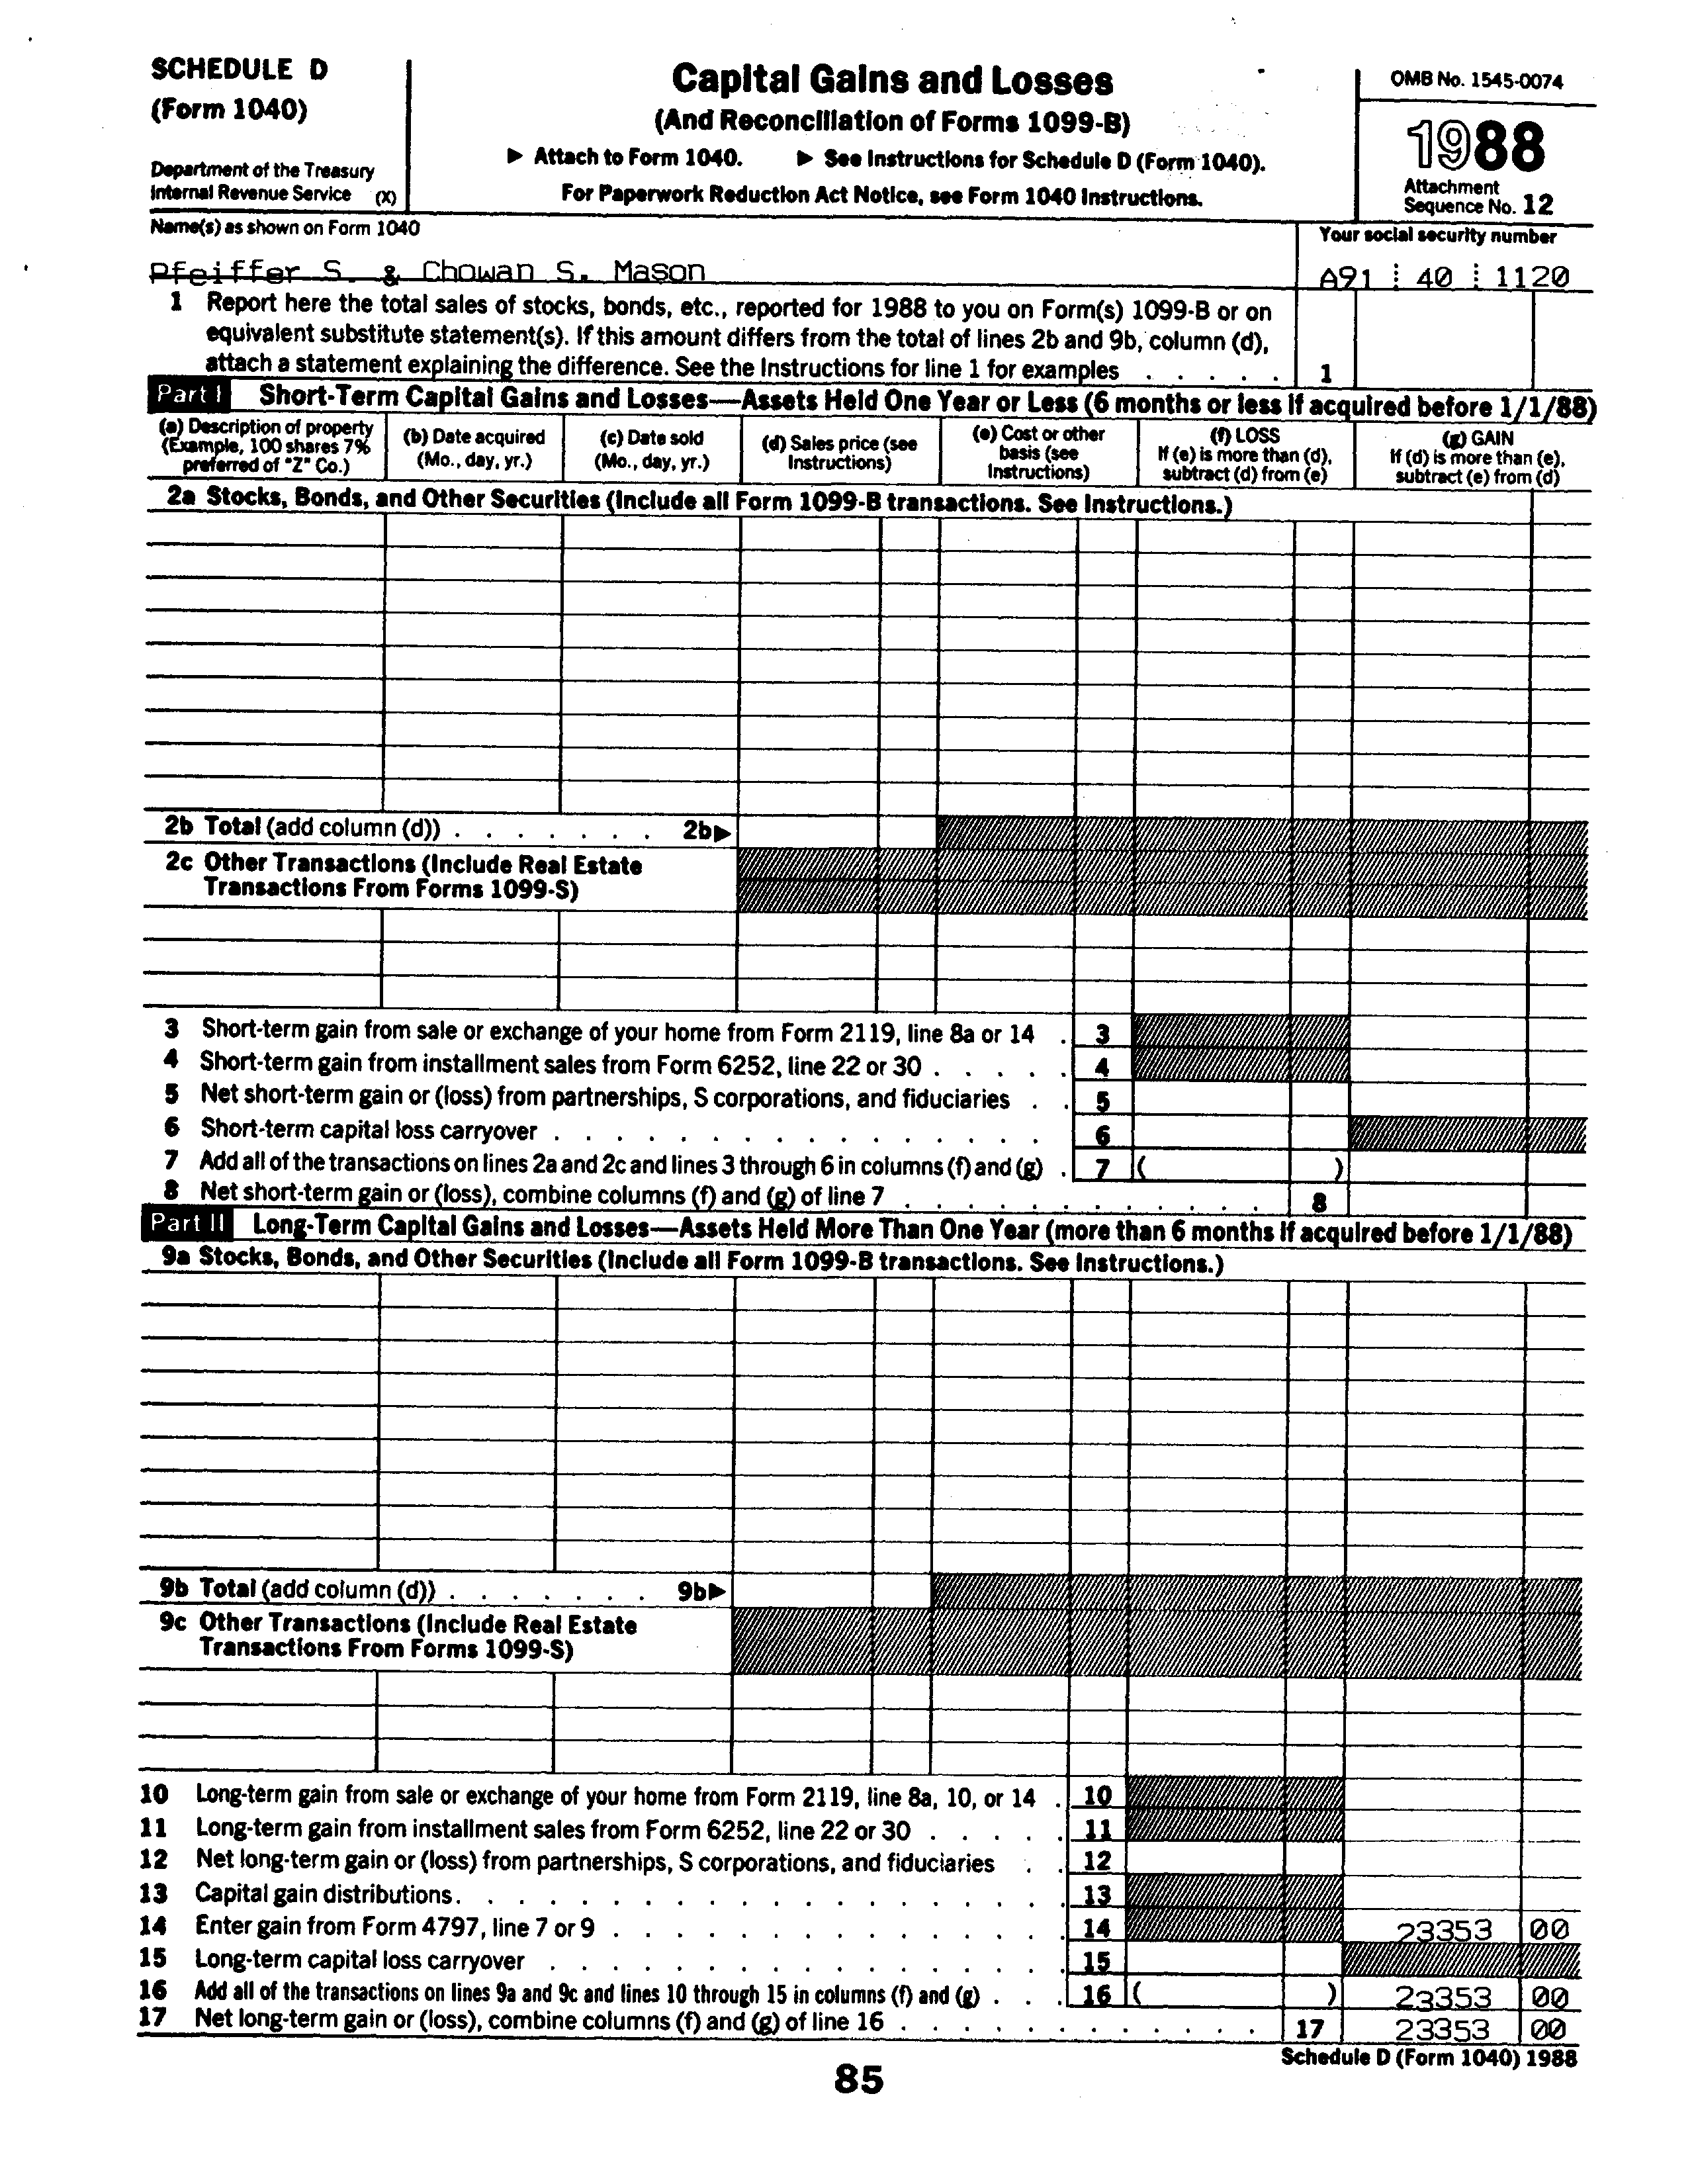 SCHEDULE D
(Form 1040)
Department of the Treasury
Internal Revenue Service (X)
Capital Gains and Losses
(And Reconciliation of Forms 1099-B)
▶ Attach to Form 1040. ▶ See Instructions for Schedule D (Form 1040).
For Paperwork Reduction Act Notice, see Form 1040 Instructions.
OMB No. 1545-0074
1988
Attachment
Sequence No. 12
Name(s) as shown on Form 1040
Your social security number
Pfeiffer S. & Chowan S. Mason
A91 40 1120
1 Report here the total sales of stocks, bonds, etc., reported for 1988 to you on Form(s) 1099-B or on
equivalent substitute statement(s). If this amount differs from the total of lines 2b and 9b, column (d),
attach a statement explaining the difference. See the Instructions for line 1 for examples . . . . . 1
Part I Short-Term Capital Gains and Losses—Assets Held One Year or Less (6 months or less if acquired before 1/1/88)
(a) Description of property
(Example, 100 shares 7%
preferred of "Z" Co.)
(b) Date acquired
(Mo., day, yr.)
(c) Date sold
(Mo., day, yr.)
(d) Sales price (see
Instructions)
(e) Cost or other
basis (see
Instructions)
(f) LOSS
If (e) is more than (d),
subtract (d) from (e)
(g) GAIN
If (d) is more than (e),
subtract (e) from (d)
2a Stocks, Bonds, and Other Securities (Include all Form 1099-B transactions. See Instructions.)
2b Total (add column (d)) . . . . . . . 2b▶
2c Other Transactions (Include Real Estate
Transactions From Forms 1099-S)
3 Short-term gain from sale or exchange of your home from Form 2119, line 8a or 14 . 3
4 Short-term gain from installment sales from Form 6252, line 22 or 30 . . . . . 4
5 Net short-term gain or (loss) from partnerships, S corporations, and fiduciaries . . 5
6 Short-term capital loss carryover . . . . . . . . . . . . . . . . 6
7 Add all of the transactions on lines 2a and 2c and lines 3 through 6 in columns (f) and (g) . 7 ( )
8 Net short-term gain or (loss), combine columns (f) and (g) of line 7 . . . . . . . . . . . . . 8
Part II Long-Term Capital Gains and Losses—Assets Held More Than One Year (more than 6 months if acquired before 1/1/88)
9a Stocks, Bonds, and Other Securities (Include all Form 1099-B transactions. See Instructions.)
9b Total (add column (d)) . . . . . . . 9b▶
9c Other Transactions (Include Real Estate
Transactions From Forms 1099-S)
10 Long-term gain from sale or exchange of your home from Form 2119, line 8a, 10, or 14 . 10
11 Long-term gain from installment sales from Form 6252, line 22 or 30 . . . . . 11
12 Net long-term gain or (loss) from partnerships, S corporations, and fiduciaries . . 12
13 Capital gain distributions . . . . . . . . . . . . . . . . 13
14 Enter gain from Form 4797, line 7 or 9 . . . . . . . . . . . . . 14 23353 00
15 Long-term capital loss carryover . . . . . . . . . . . . . . . 15
16 Add all of the transactions on lines 9a and 9c and lines 10 through 15 in columns (f) and (g) . . . 16 ( ) 23353 00
17 Net long-term gain or (loss), combine columns (f) and (g) of line 16 . . . . . . . . . . . . 17 23353 00
Schedule D (Form 1040) 1988
85